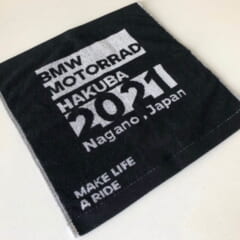 BMW
MOTORRAD
HAKUBA
2021
Nagano, Japan
MAKE LIFE
A RIDE